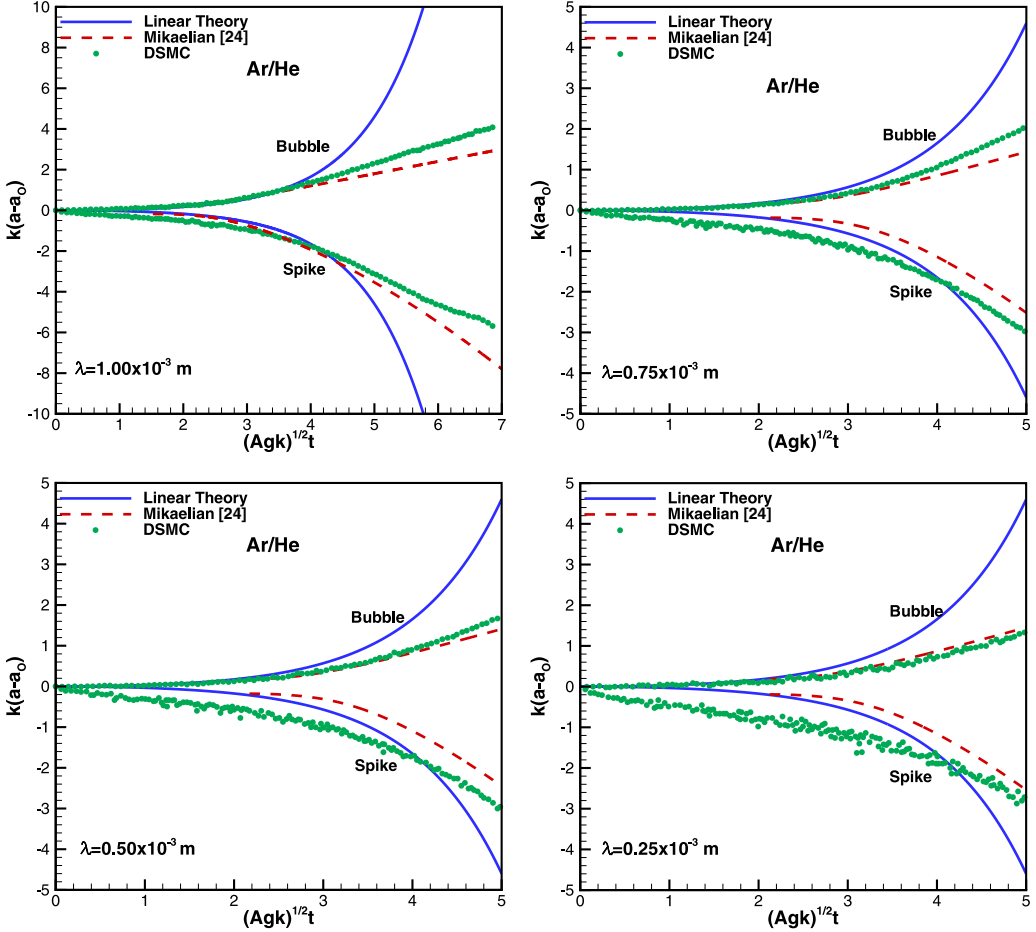 Linear Theory
Mikaelian [24]
DSMC
Ar/He
Bubble
Spike
λ=1.00x10⁻³ m
k(a-a₀)
10
8
6
4
2
0
-2
-4
-6
-8
-10
0 1 2 3 4 5 6 7
(Agk)¹/²t
Linear Theory
Mikaelian [24]
DSMC
Ar/He
Bubble
Spike
λ=0.75x10⁻³ m
k(a-a₀)
5
4
3
2
1
0
-1
-2
-3
-4
-5
0 1 2 3 4 5
(Agk)¹/²t
Linear Theory
Mikaelian [24]
DSMC
Ar/He
Bubble
Spike
λ=0.50x10⁻³ m
k(a-a₀)
5
4
3
2
1
0
-1
-2
-3
-4
-5
0 1 2 3 4 5
(Agk)¹/²t
Linear Theory
Mikaelian [24]
DSMC
Ar/He
Bubble
Spike
λ=0.25x10⁻³ m
k(a-a₀)
5
4
3
2
1
0
-1
-2
-3
-4
-5
0 1 2 3 4 5
(Agk)¹/²t